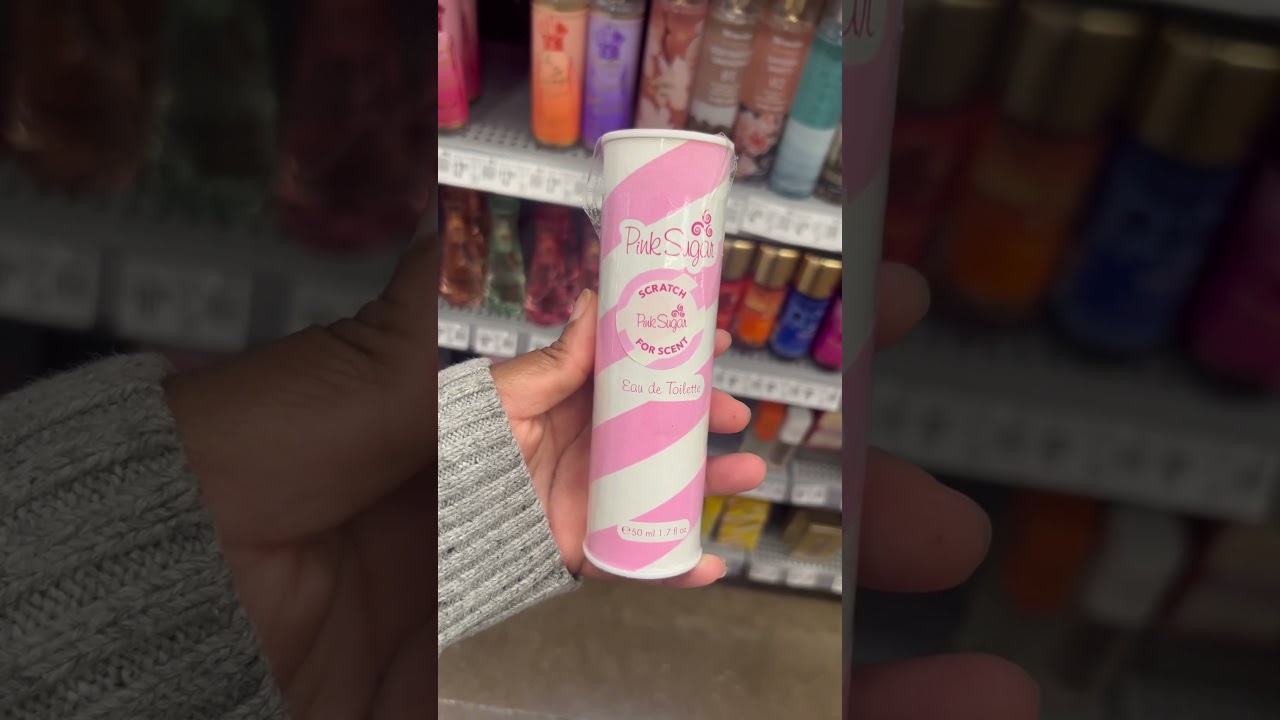 Pink Sugar
SCRATCH
Pink Sugar
FOR SCENT
Eau de Toilette
℮50 ml 1.7 fl oz